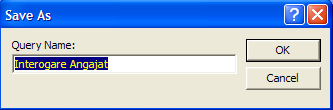 Save As
Query Name:
Interogare Angajat
OK
Cancel